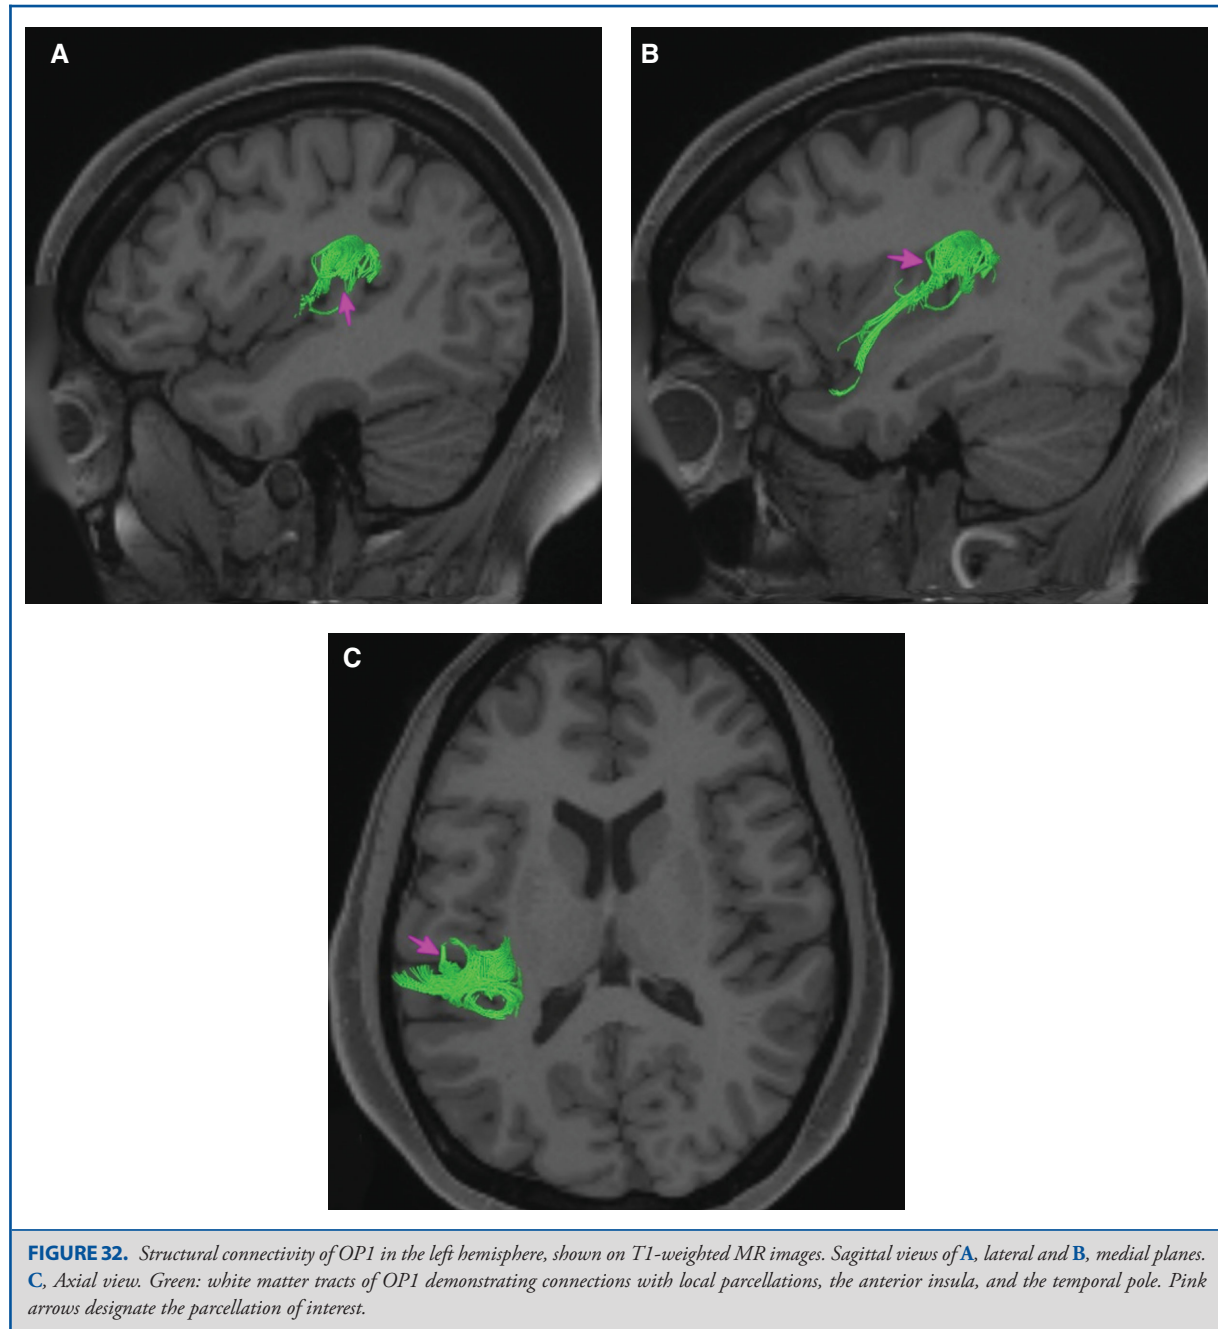 A
B
C
FIGURE 32. Structural connectivity of OP1 in the left hemisphere, shown on T1-weighted MR images. Sagittal views of A, lateral and B, medial planes.
C, Axial view. Green: white matter tracts of OP1 demonstrating connections with local parcellations, the anterior insula, and the temporal pole. Pink
arrows designate the parcellation of interest.